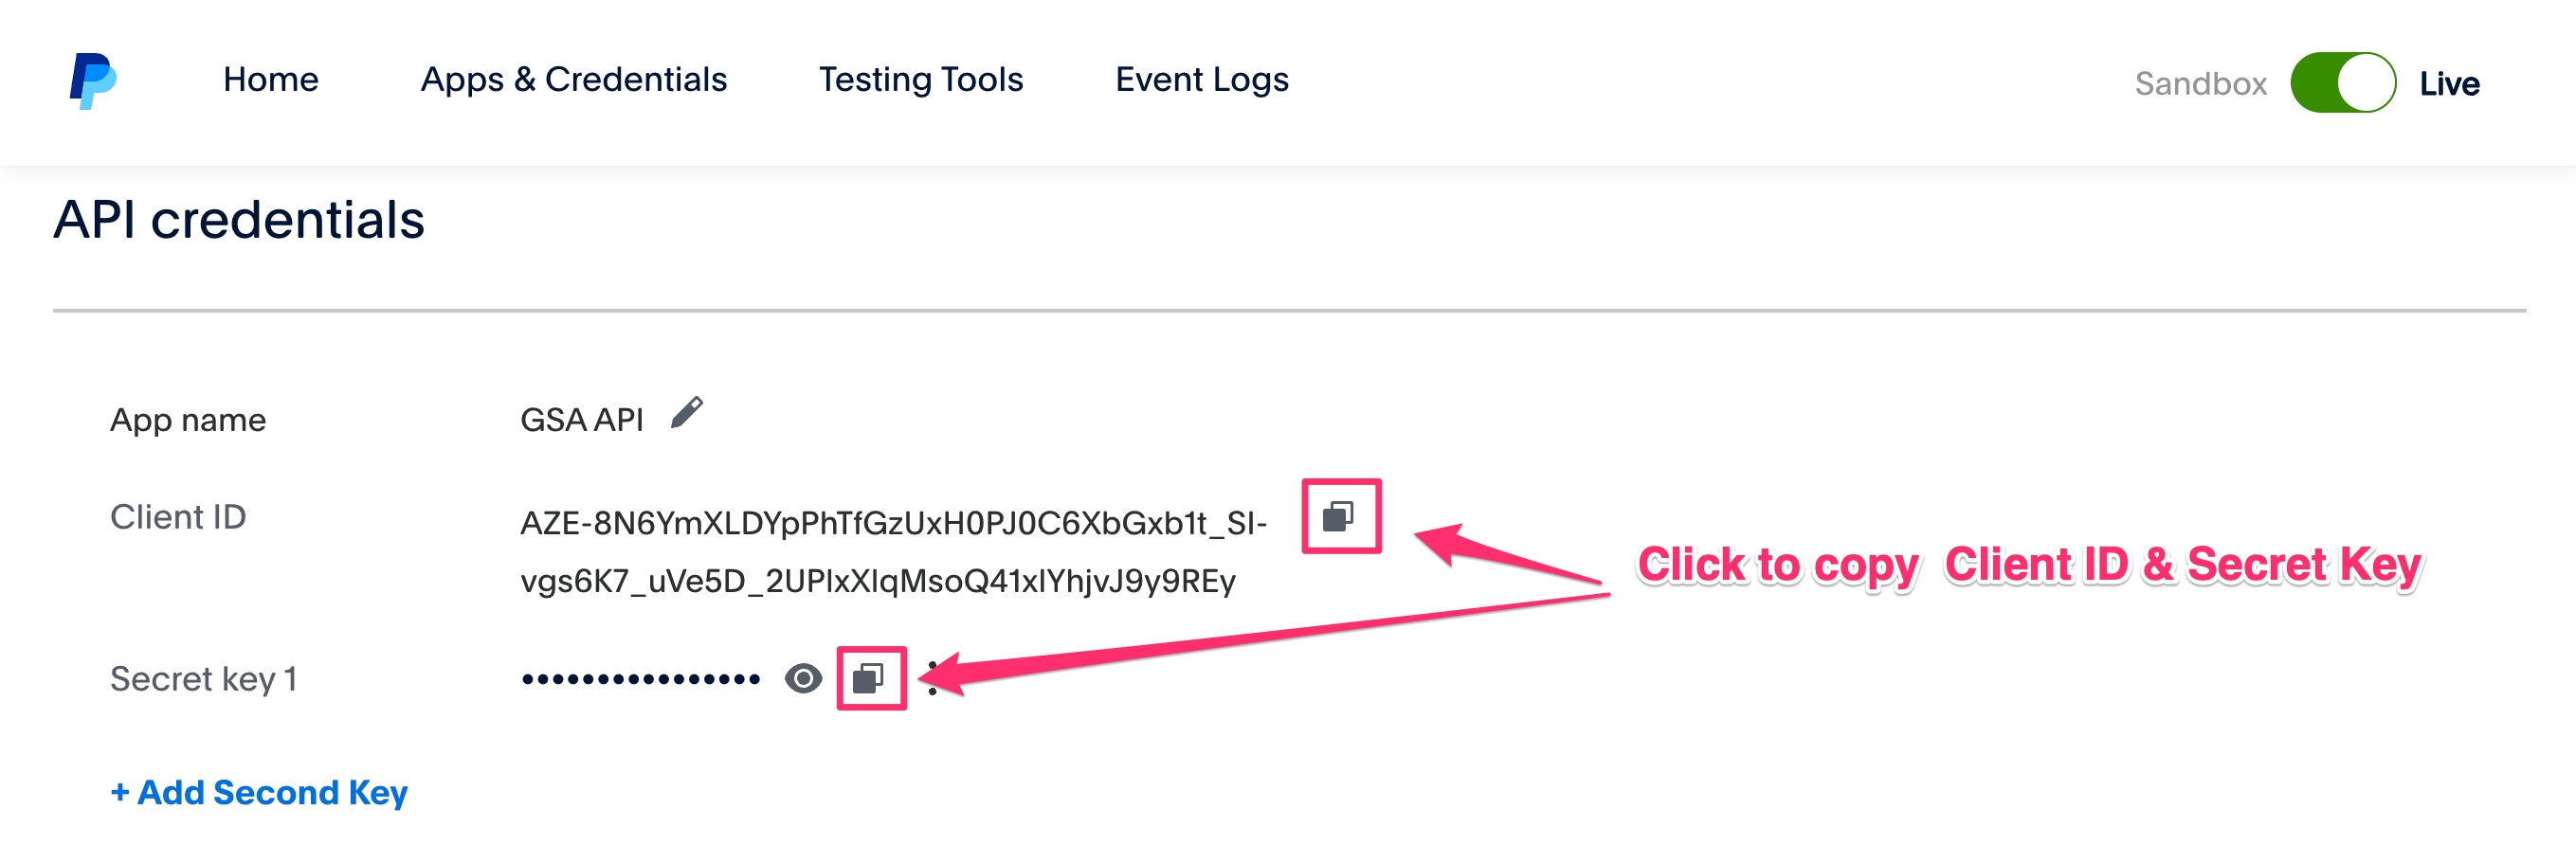 Home Apps & Credentials Testing Tools Event Logs Sandbox Live
API credentials
App name GSA API
Client ID AZE-8N6YmXLDYpPhTfGzUxH0PJ0C6XbGxb1t_SI-
vgs6K7_uVe5D_2UPIxXIqMsoQ41xIYhjvJ9y9REy
Click to copy Client ID & Secret Key
Secret key 1 ••••••••••••••••
+ Add Second Key